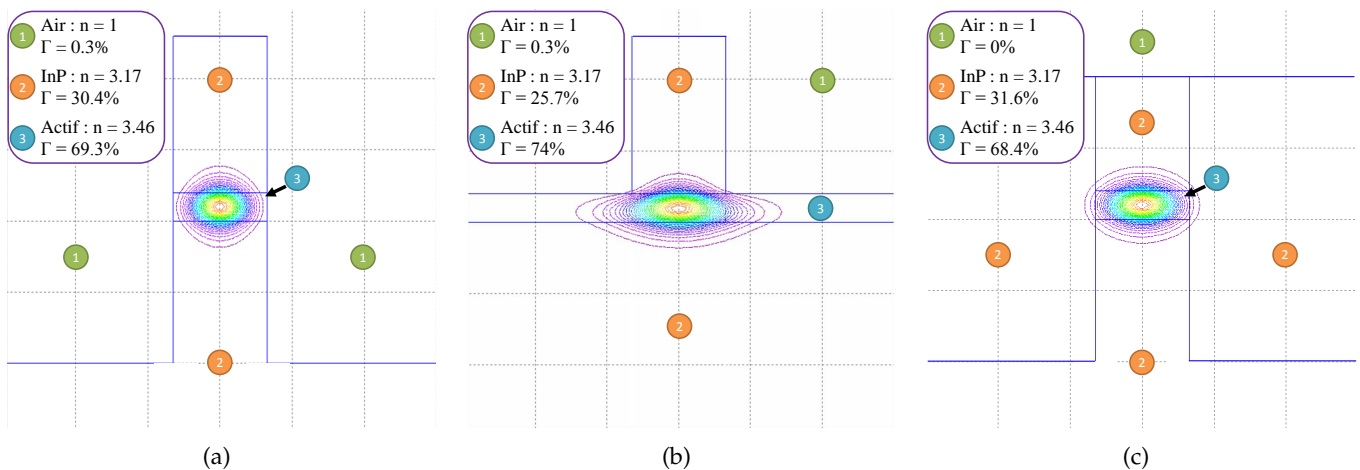 1 Air : n = 1
Γ = 0.3%
2 InP : n = 3.17
Γ = 30.4%
3 Actif : n = 3.46
Γ = 69.3%
2
3
1
1
2
(a)
1 Air : n = 1
Γ = 0.3%
2 InP : n = 3.17
Γ = 25.7%
3 Actif : n = 3.46
Γ = 74%
2
1
3
2
(b)
1 Air : n = 1
Γ = 0%
2 InP : n = 3.17
Γ = 31.6%
3 Actif : n = 3.46
Γ = 68.4%
1
2
3
2
2
2
(c)